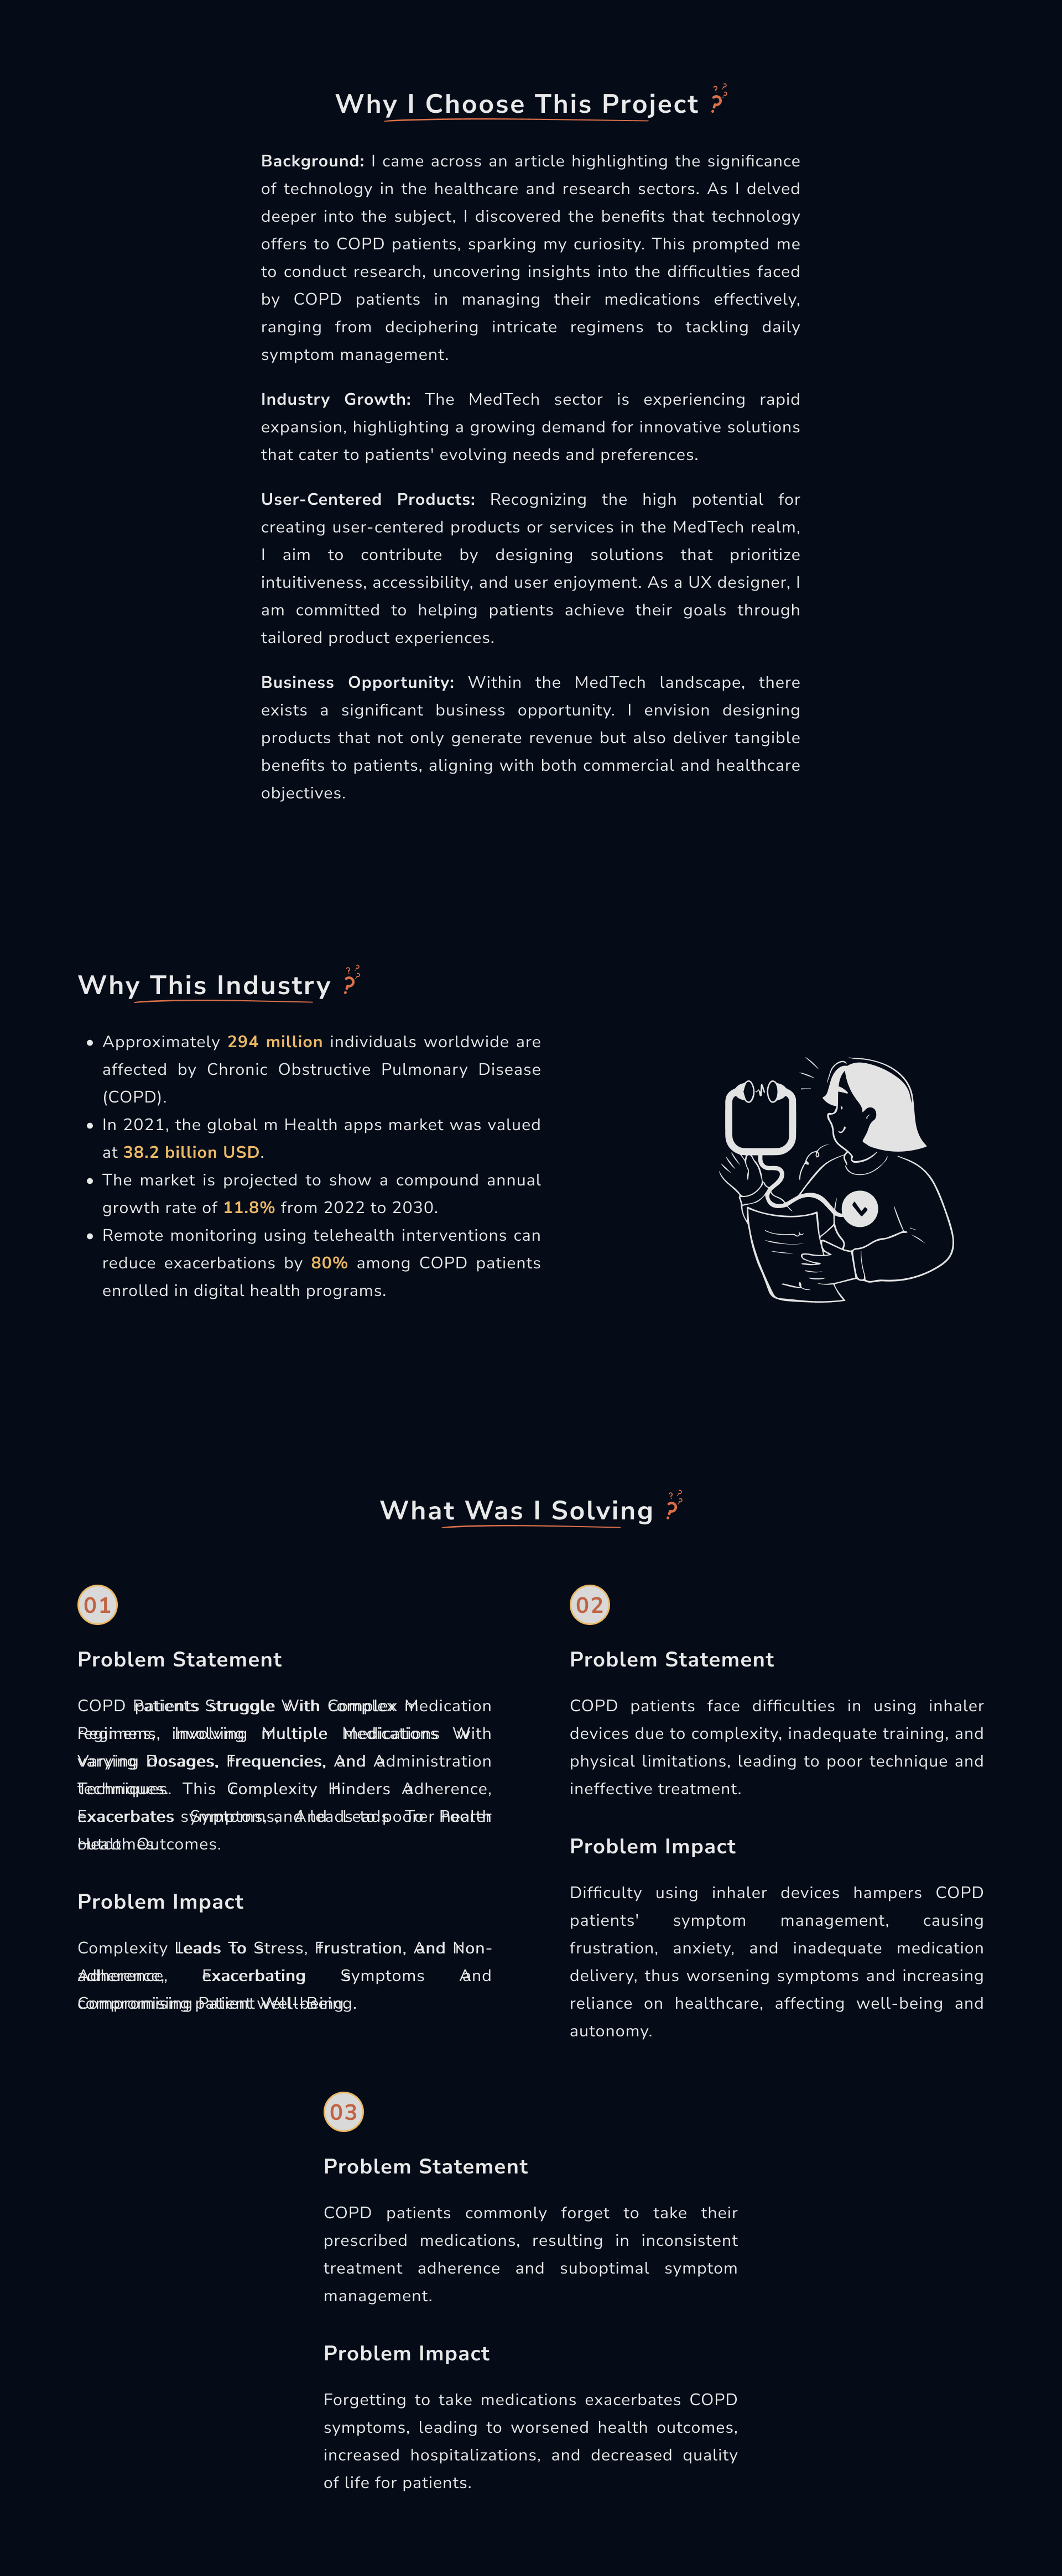 Why I Choose This Project ?
Background: I came across an article highlighting the significance
of technology in the healthcare and research sectors. As I delved
deeper into the subject, I discovered the benefits that technology
offers to COPD patients, sparking my curiosity. This prompted me
to conduct research, uncovering insights into the difficulties faced
by COPD patients in managing their medications effectively,
ranging from deciphering intricate regimens to tackling daily
symptom management.
Industry Growth: The MedTech sector is experiencing rapid
expansion, highlighting a growing demand for innovative solutions
that cater to patients' evolving needs and preferences.
User-Centered Products: Recognizing the high potential for
creating user-centered products or services in the MedTech realm,
I aim to contribute by designing solutions that prioritize
intuitiveness, accessibility, and user enjoyment. As a UX designer, I
am committed to helping patients achieve their goals through
tailored product experiences.
Business Opportunity: Within the MedTech landscape, there
exists a significant business opportunity. I envision designing
products that not only generate revenue but also deliver tangible
benefits to patients, aligning with both commercial and healthcare
objectives.
Why This Industry ?
• Approximately 294 million individuals worldwide are
affected by Chronic Obstructive Pulmonary Disease
(COPD).
• In 2021, the global m Health apps market was valued
at 38.2 billion USD.
• The market is projected to show a compound annual
growth rate of 11.8% from 2022 to 2030.
• Remote monitoring using telehealth interventions can
reduce exacerbations by 80% among COPD patients
enrolled in digital health programs.
What Was I Solving ?
01
Problem Statement
COPD Patients Struggle With Complex Medication
Regimens, Involving Multiple Medications With
Varying Dosages, Frequencies, And Administration
Techniques. This Complexity Hinders Adherence,
Exacerbates Symptoms, And Leads To Poorer
Health Outcomes.
Problem Impact
Complexity Leads To Stress, Frustration, And Non-
Adherence, Exacerbating Symptoms And
Compromising Patient Well-Being.
02
Problem Statement
COPD patients face difficulties in using inhaler
devices due to complexity, inadequate training, and
physical limitations, leading to poor technique and
ineffective treatment.
Problem Impact
Difficulty using inhaler devices hampers COPD
patients' symptom management, causing
frustration, anxiety, and inadequate medication
delivery, thus worsening symptoms and increasing
reliance on healthcare, affecting well-being and
autonomy.
03
Problem Statement
COPD patients commonly forget to take their
prescribed medications, resulting in inconsistent
treatment adherence and suboptimal symptom
management.
Problem Impact
Forgetting to take medications exacerbates COPD
symptoms, leading to worsened health outcomes,
increased hospitalizations, and decreased quality
of life for patients.